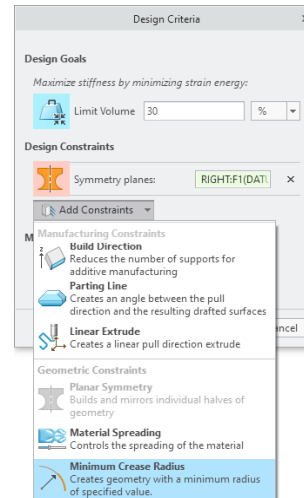 Design Criteria
Design Goals
Maximize stiffness by minimizing strain energy:
Limit Volume 30 %
Design Constraints
Symmetry planes: RIGHT:F1(DAT
Add Constraints
Manufacturing Constraints
Build Direction
Reduces the number of supports for
additive manufacturing
Parting Line
Creates an angle between the pull
direction and the resulting drafted surfaces
Linear Extrude
Creates a linear pull direction extrude
Geometric Constraints
Planar Symmetry
Builds and mirrors individual halves of
geometry
Material Spreading
Controls the spreading of the material
Minimum Crease Radius
Creates geometry with a minimum radius
of specified value.